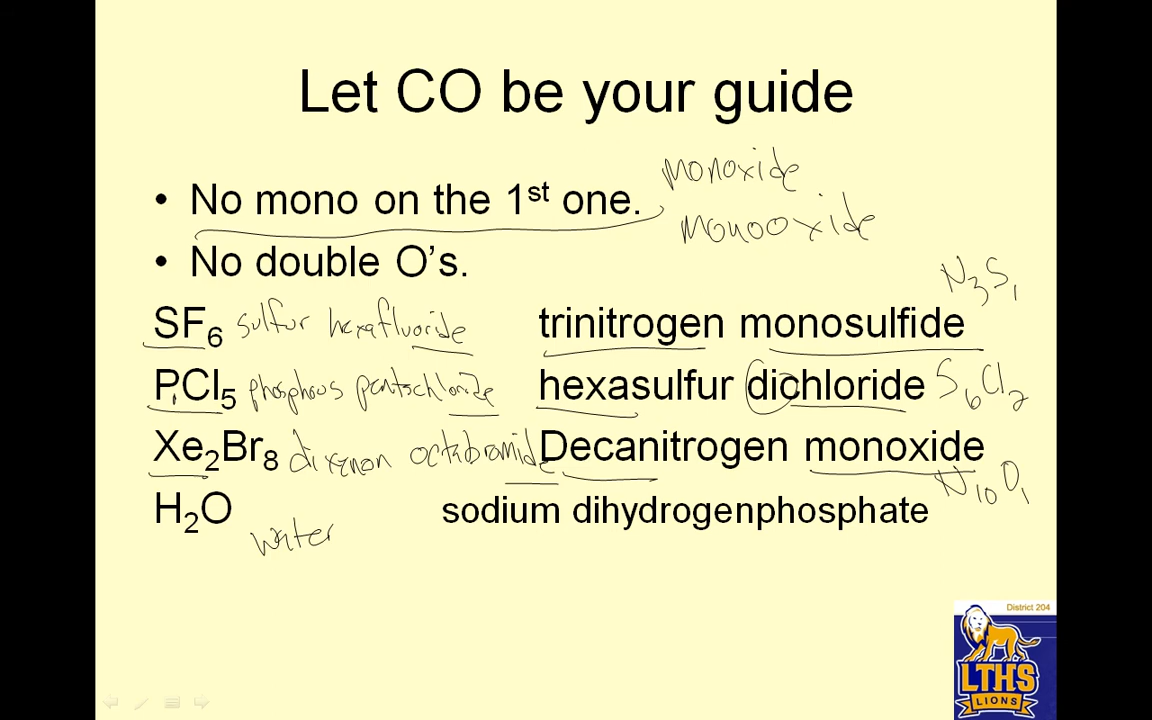 Let CO be your guide
• No mono on the 1st one. monoxide
monooxide
• No double O's.
N3S1
SF6 sulfur hexafluoride trinitrogen monosulfide
PCl5 phosphous pentachloride hexasulfur dichloride S6Cl2
Xe2Br8 dixenon octabromide Decanitrogen monoxide
N10O1
H2O water sodium dihydrogenphosphate
District 204
LTHS
LIONS